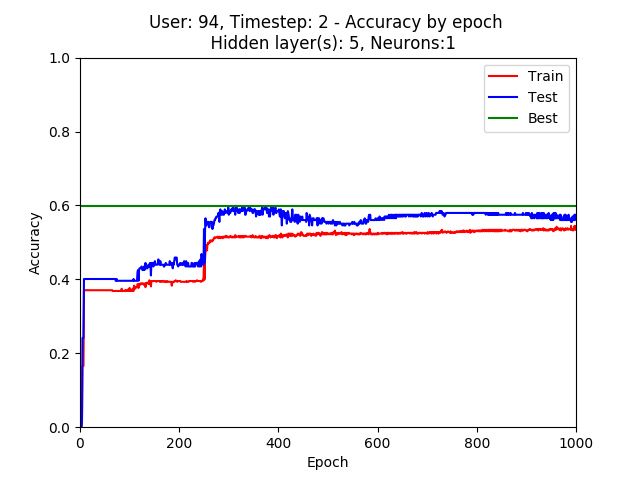 User: 94, Timestep: 2 - Accuracy by epoch
Hidden layer(s): 5, Neurons:1
1.0
0.8
0.6
0.4
0.2
0.0
Accuracy
Train
Test
Best
0 200 400 600 800 1000
Epoch